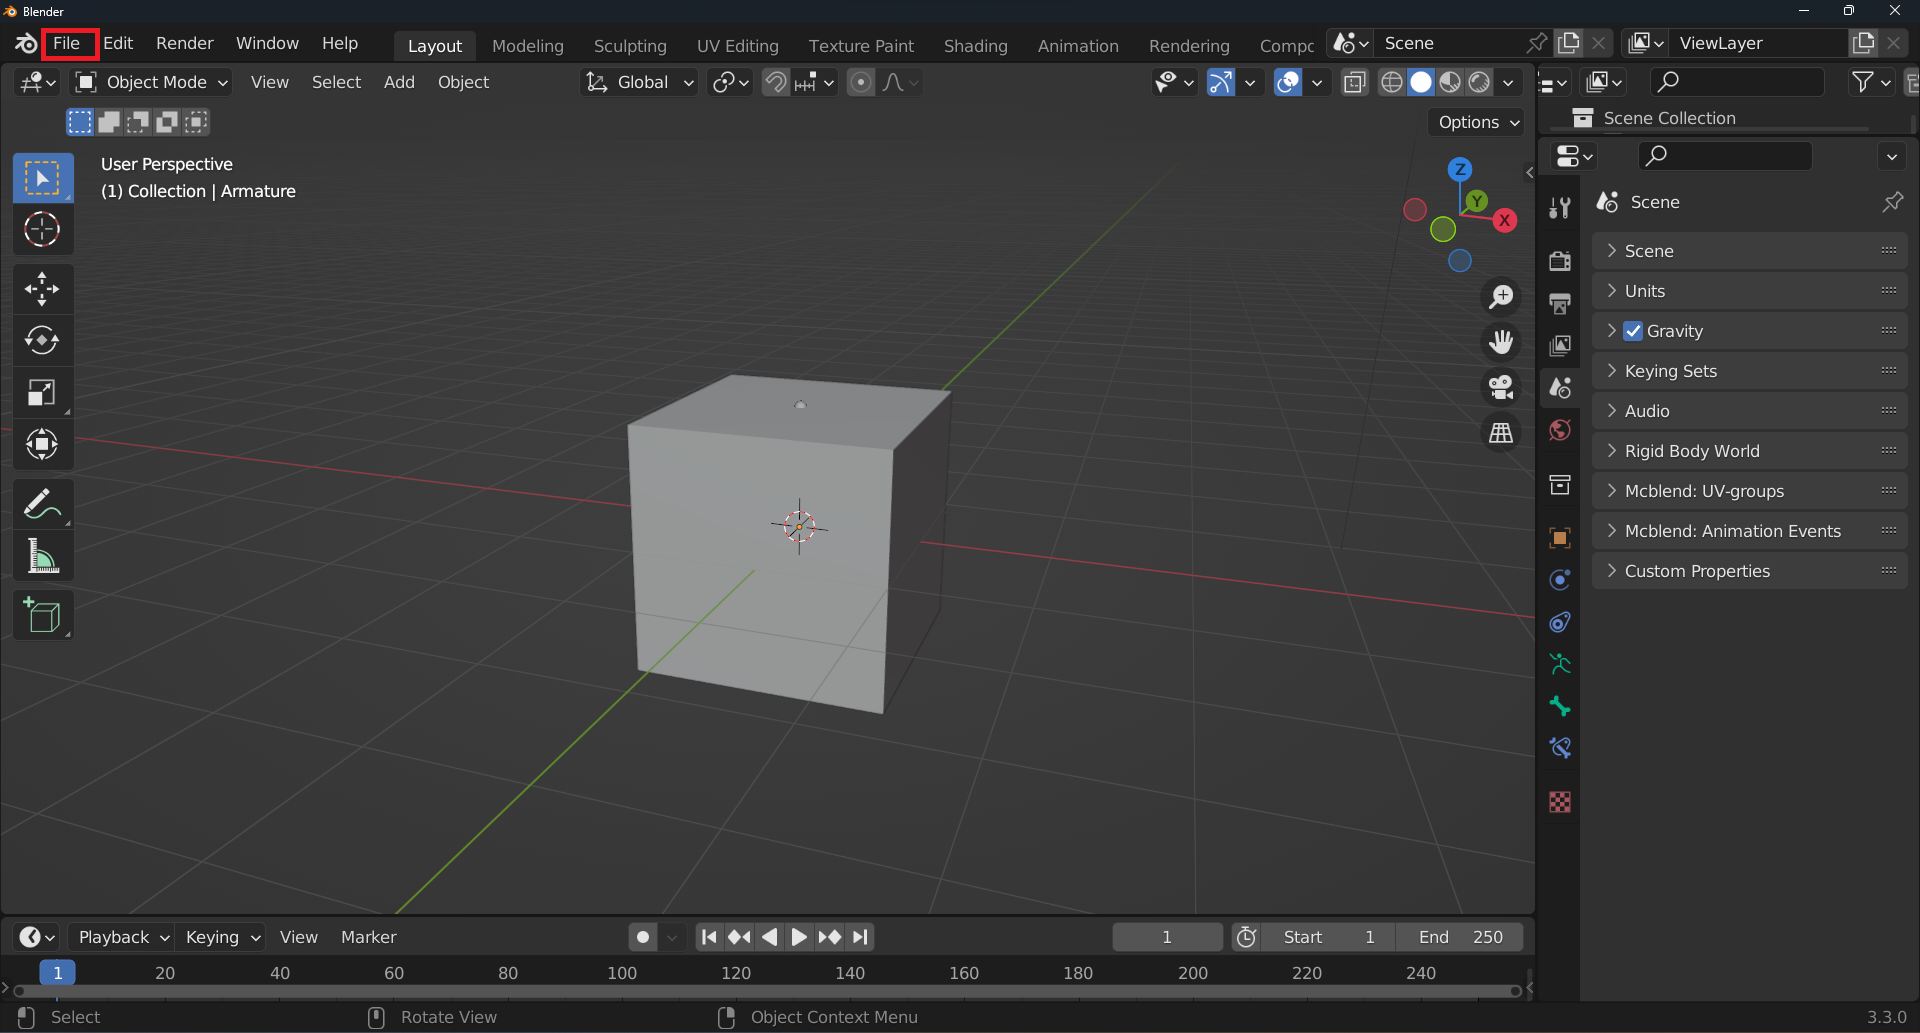 Blender
File Edit Render Window Help Layout Modeling Sculpting UV Editing Texture Paint Shading Animation Rendering Compc Scene ViewLayer
Object Mode View Select Add Object Global
Options
Scene Collection
User Perspective
(1) Collection | Armature
Z
Y
X
Scene
Scene
Units
Gravity
Keying Sets
Audio
Rigid Body World
Mcblend: UV-groups
Mcblend: Animation Events
Custom Properties
Playback Keying View Marker 1 Start 1 End 250
1 20 40 60 80 100 120 140 160 180 200 220 240
Select Rotate View Object Context Menu 3.3.0